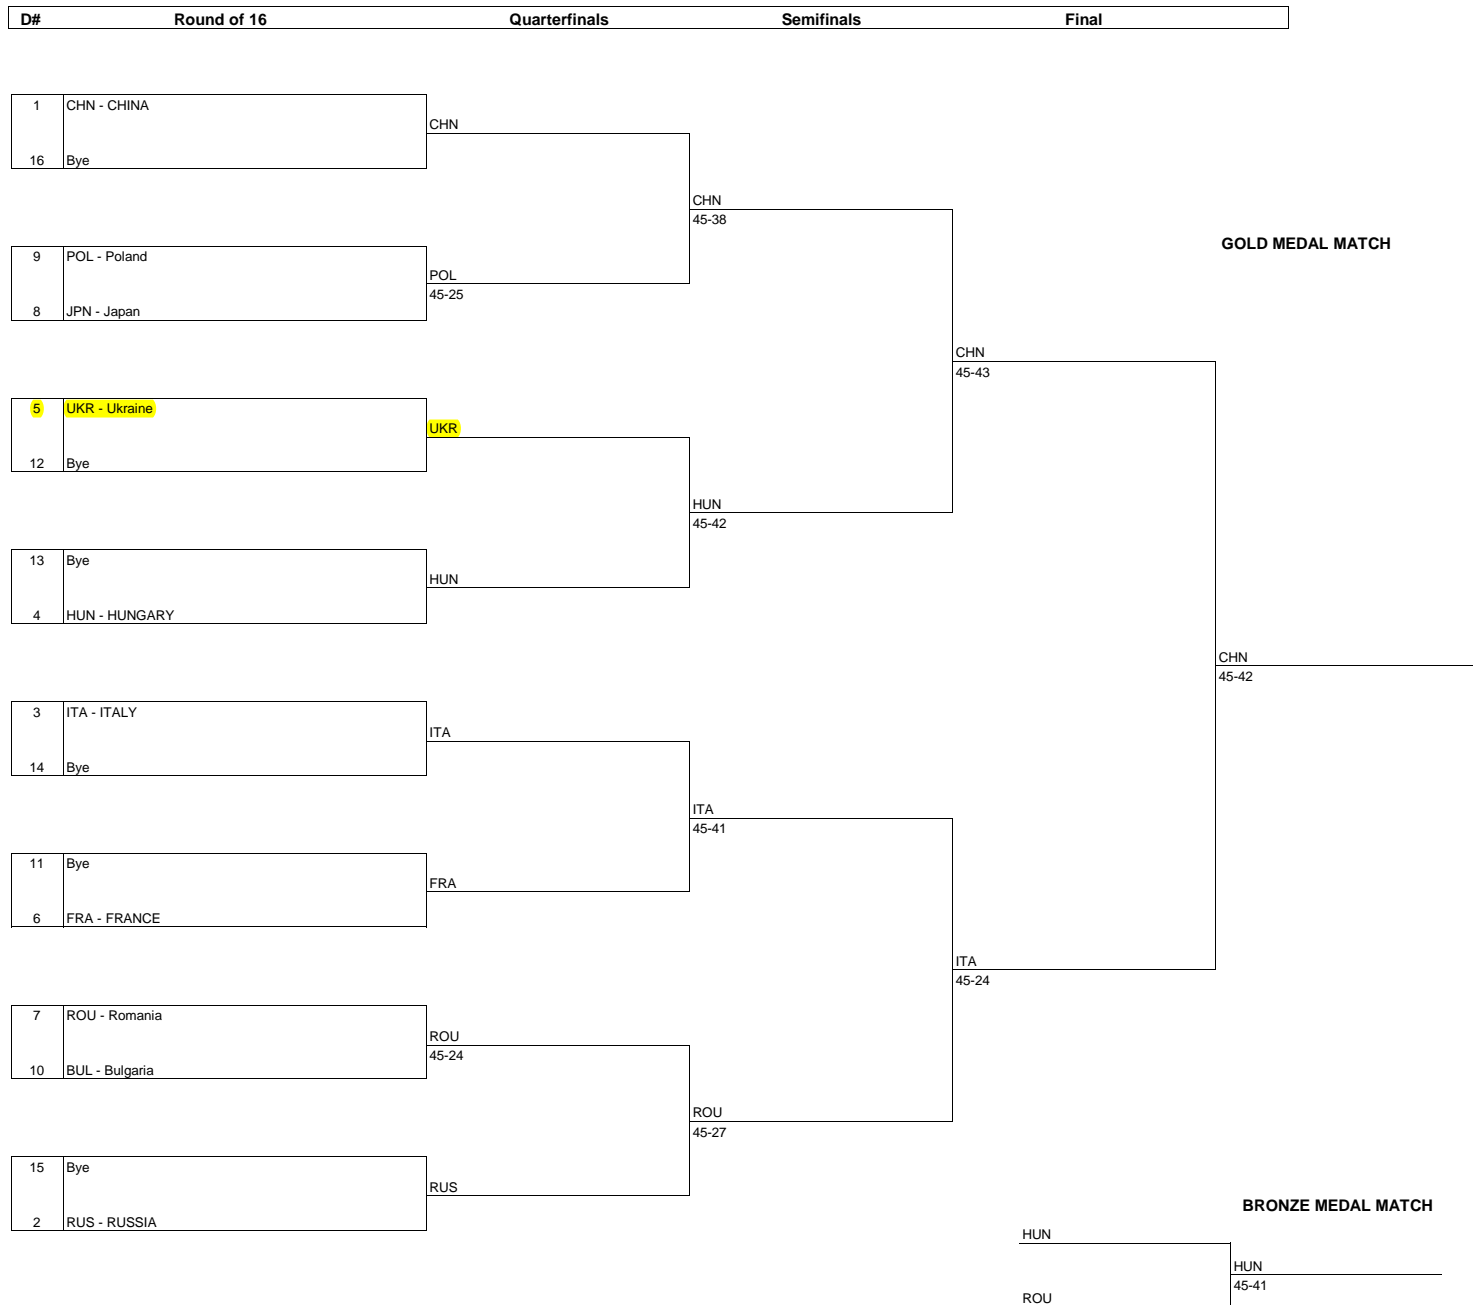 D# Round of 16 Quarterfinals Semifinals Final
1 CHN - CHINA
CHN
16 Bye
CHN
45-38
GOLD MEDAL MATCH
9 POL - Poland
POL
45-25
8 JPN - Japan
CHN
45-43
5 UKR - Ukraine
UKR
12 Bye
HUN
45-42
13 Bye
HUN
4 HUN - HUNGARY
CHN
45-42
3 ITA - ITALY
ITA
14 Bye
ITA
45-41
11 Bye
FRA
6 FRA - FRANCE
ITA
45-24
7 ROU - Romania
ROU
45-24
10 BUL - Bulgaria
ROU
45-27
15 Bye
RUS
2 RUS - RUSSIA
BRONZE MEDAL MATCH
HUN
HUN
45-41
ROU